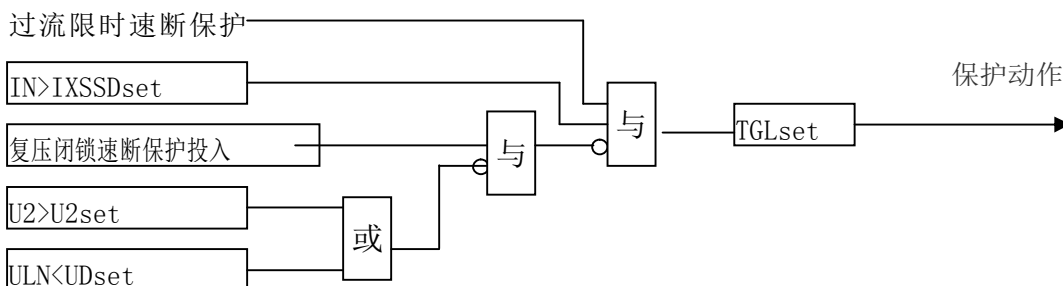 过流限时速断保护
IN>IXSSDset
保护动作
复压闭锁速断保护投入
与
与
TGLset
U2>U2set
或
ULN<UDset